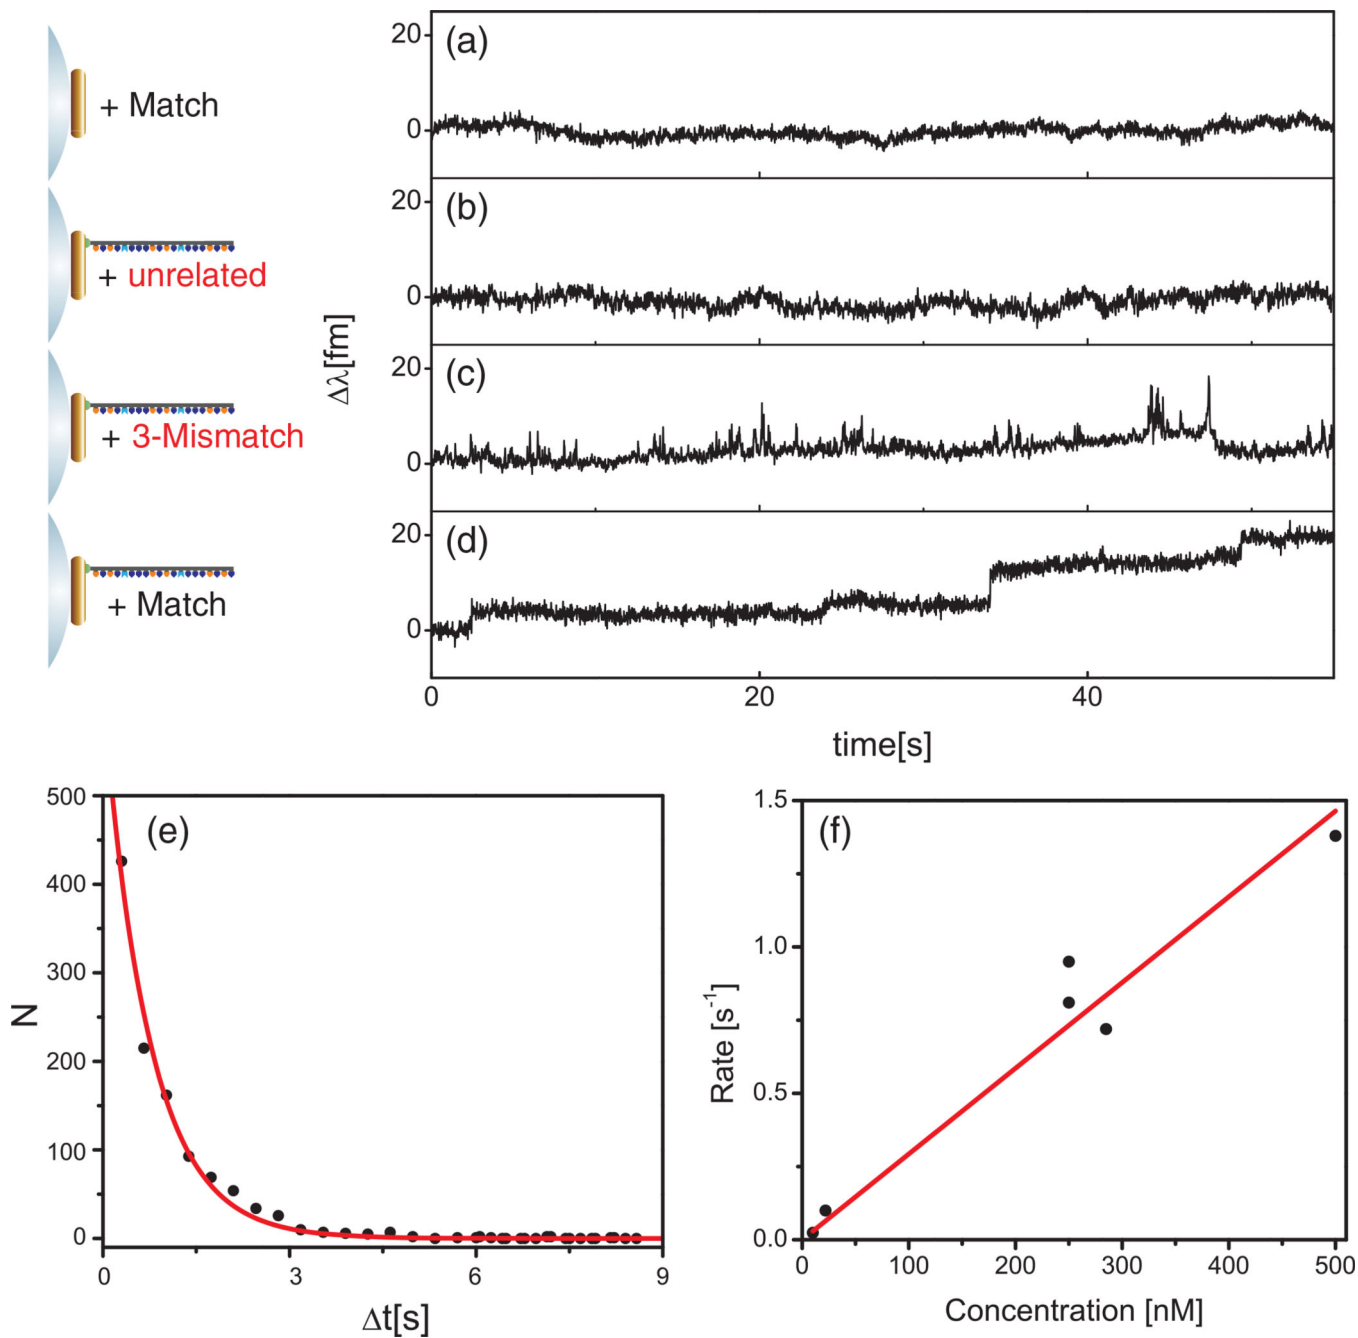 + Match
+ unrelated
+ 3-Mismatch
+ Match
Δλ[fm]
20
(a)
0
20
(b)
0
20
(c)
0
20
(d)
0
0 20 40
time[s]
500
(e)
400
300
200
100
0
N
0 3 6 9
Δt[s]
1.5
(f)
1.0
0.5
0.0
Rate [s⁻¹]
0 100 200 300 400 500
Concentration [nM]